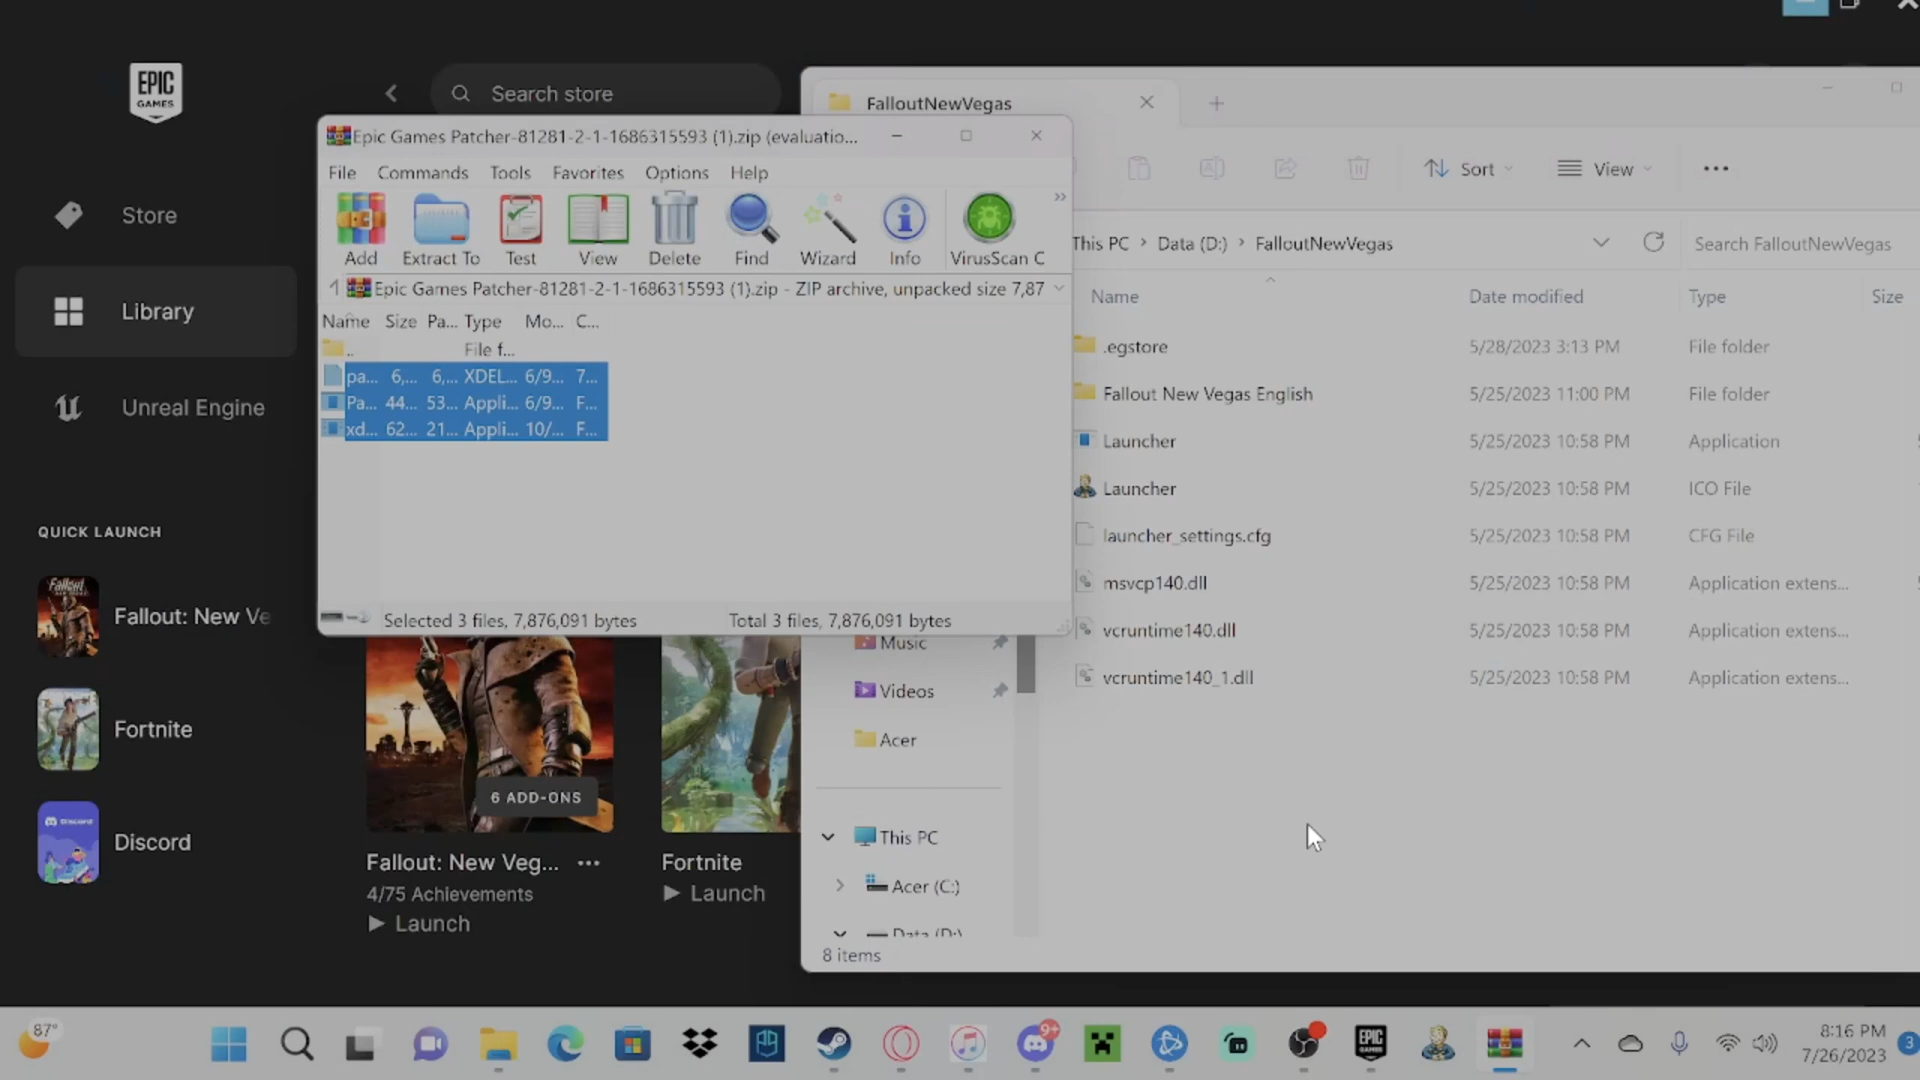 EPIC
GAMES
Search store
Store
Library
Unreal Engine
QUICK LAUNCH
Fallout: New Ve
Fortnite
Discord
Epic Games Patcher-81281-2-1-1686315593 (1).zip (evaluatio...
File Commands Tools Favorites Options Help
Add Extract To Test View Delete Find Wizard Info VirusScan C
Epic Games Patcher-81281-2-1-1686315593 (1).zip - ZIP archive, unpacked size 7,87
Name Size Pa... Type Mo... C...
.. File f...
pa... 6,... 6,... XDEL... 6/9... 7...
Pa... 44... 53... Appli... 6/9... F...
xd... 62... 21... Appli... 10/... F...
Selected 3 files, 7,876,091 bytes Total 3 files, 7,876,091 bytes
6 ADD-ONS
Fallout: New Veg...
4/75 Achievements
Launch
Fortnite
Launch
FalloutNewVegas
Sort View
This PC > Data (D:) > FalloutNewVegas
Search FalloutNewVegas
Name Date modified Type Size
.egstore 5/28/2023 3:13 PM File folder
Fallout New Vegas English 5/25/2023 11:00 PM File folder
Launcher 5/25/2023 10:58 PM Application
Launcher 5/25/2023 10:58 PM ICO File
launcher_settings.cfg 5/25/2023 10:58 PM CFG File
msvcp140.dll 5/25/2023 10:58 PM Application extens...
vcruntime140.dll 5/25/2023 10:58 PM Application extens...
vcruntime140_1.dll 5/25/2023 10:58 PM Application extens...
Music
Videos
Acer
This PC
Acer (C:)
Data (D:)
8 items
87°
9+
EPIC
GAMES
8:16 PM
7/26/2023
3